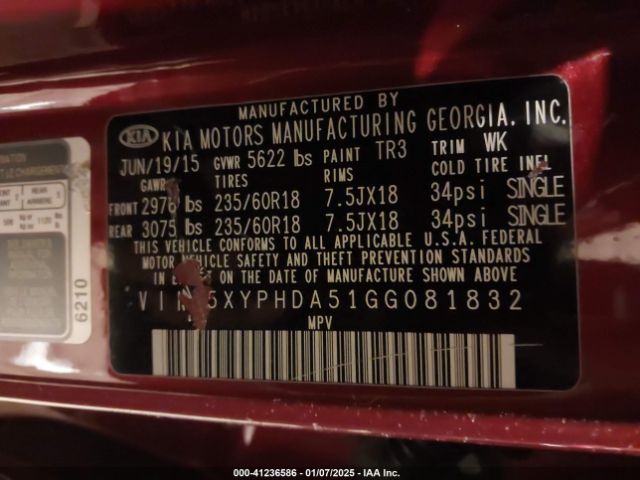 MANUFACTURED BY
KIA KIA MOTORS MANUFACTURING GEORGIA, INC.
JUN/19/15 GVWR 5622 lbs PAINT TR3 TRIM WK
GAWR TIRES RIMS COLD TIRE INFL
FRONT 2976 lbs 235/60R18 7.5JX18 34psi SINGLE
REAR 3075 lbs 235/60R18 7.5JX18 34psi SINGLE
THIS VEHICLE CONFORMS TO ALL APPLICABLE U.S.A. FEDERAL
MOTOR VEHICLE SAFETY AND THEFT PREVENTION STANDARDS
IN EFFECT ON THE DATE OF MANUFACTURE SHOWN ABOVE
5XYPHDA51GG081832
MPV
6210
000-41236586 - 01/07/2025 - IAA Inc.